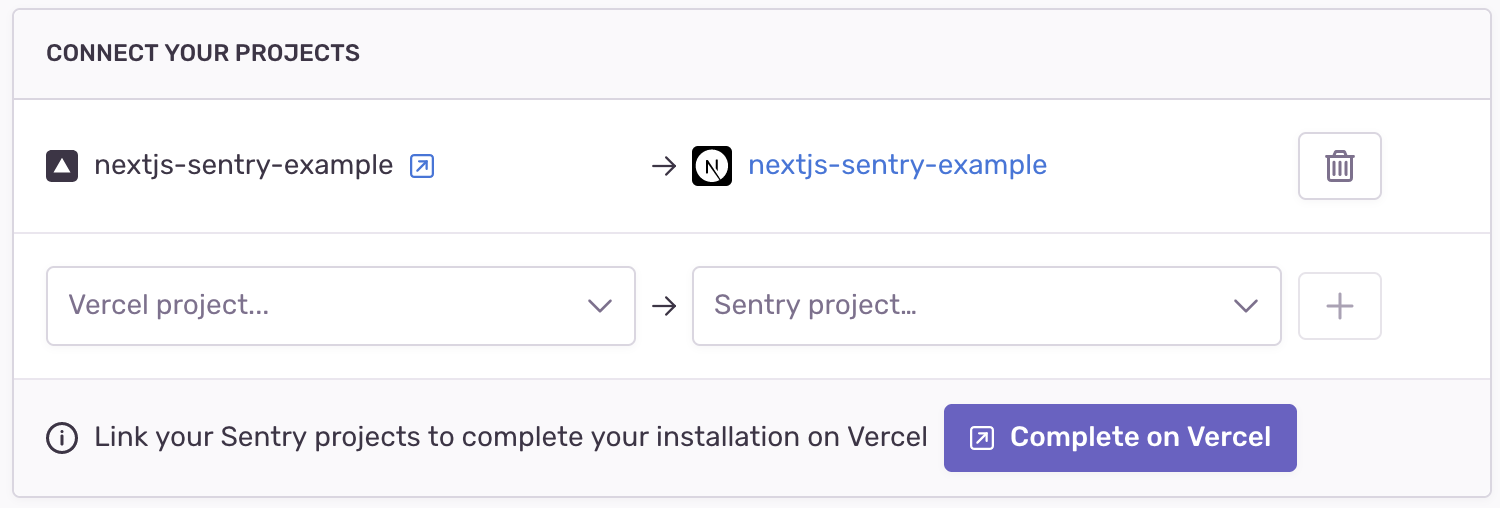 CONNECT YOUR PROJECTS
nextjs-sentry-example nextjs-sentry-example
Vercel project... Sentry project…
Link your Sentry projects to complete your installation on Vercel Complete on Vercel